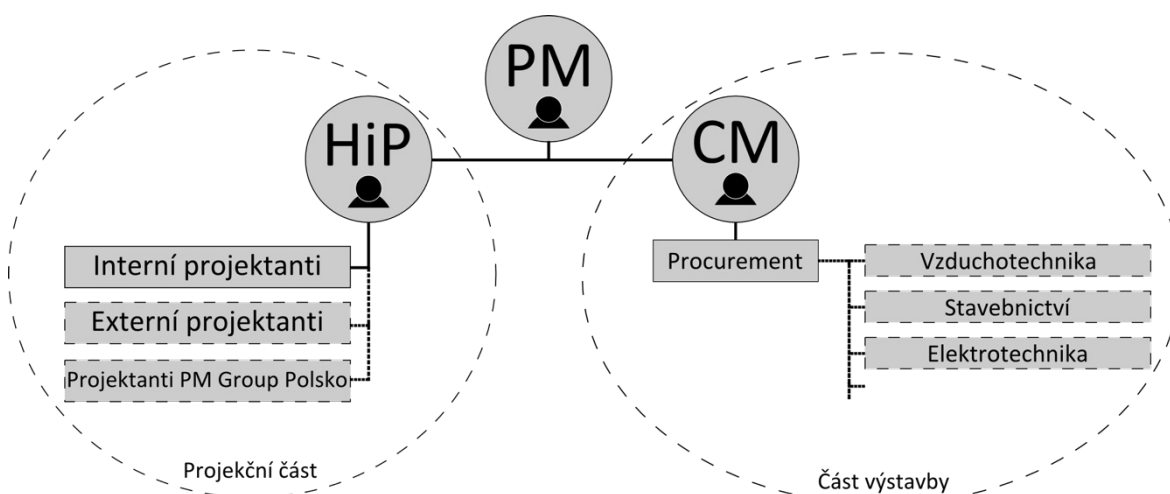 PM
HiP
CM
Interní projektanti
Externí projektanti
Projektanti PM Group Polsko
Projekční část
Procurement
Vzduchotechnika
Stavebnictví
Elektrotechnika
Část výstavby